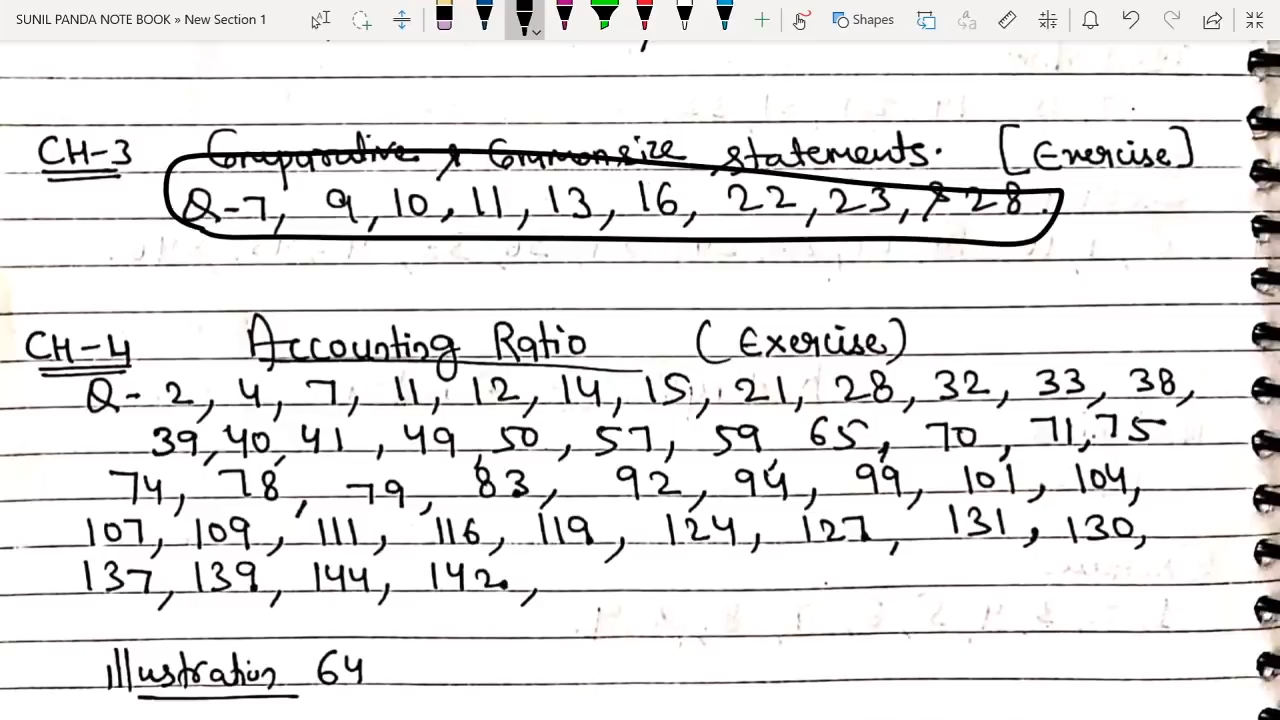 SUNIL PANDA NOTE BOOK » New Section 1
Shapes
CH-3 Comparative & Commonsize statements. [Exercise]
Q-7, 9, 10, 11, 13, 16, 22, 23, 28.
CH-4 Accounting Ratio (Exercise)
Q- 2, 4, 7, 11, 12, 14, 15, 21, 28, 32, 33, 38,
39, 40, 41, 49, 50, 57, 59, 65, 70, 71, 75
74, 78, 79, 83, 92, 94, 99, 101, 104,
107, 109, 111, 116, 119, 124, 127, 131, 130,
137, 139, 144, 142,
Illustration 64